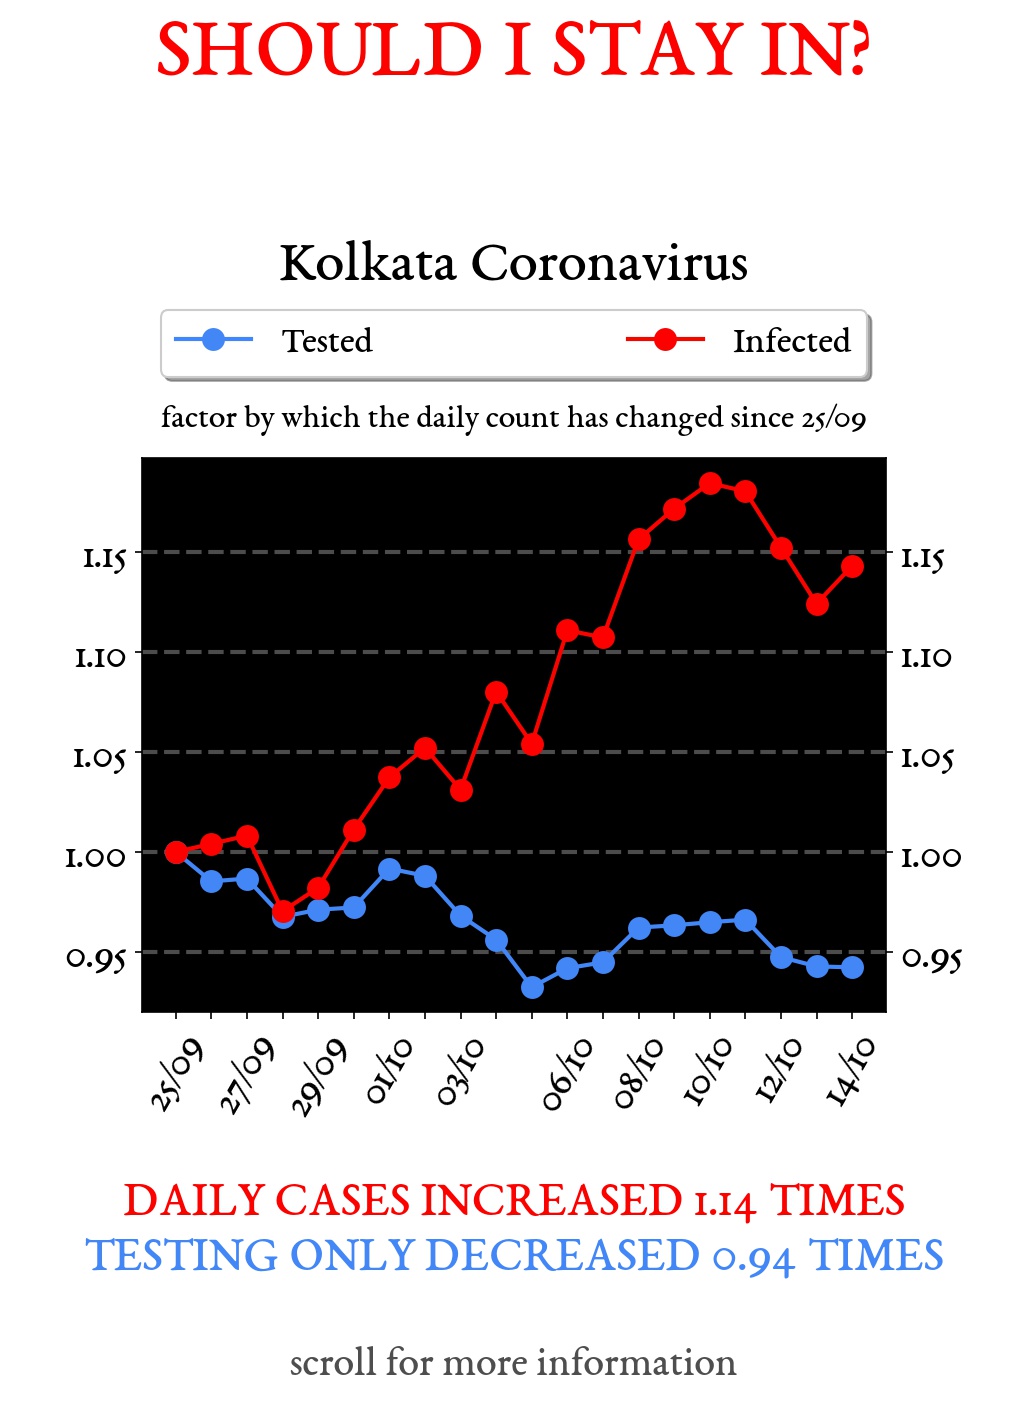 SHOULD I STAY IN?
Kolkata Coronavirus
Tested Infected
factor by which the daily count has changed since 25/09
1.15 1.15
1.10 1.10
1.05 1.05
1.00 1.00
0.95 0.95
25/09 27/09 29/09 01/10 03/10 06/10 08/10 10/10 12/10 14/10
DAILY CASES INCREASED 1.14 TIMES
TESTING ONLY DECREASED 0.94 TIMES
scroll for more information